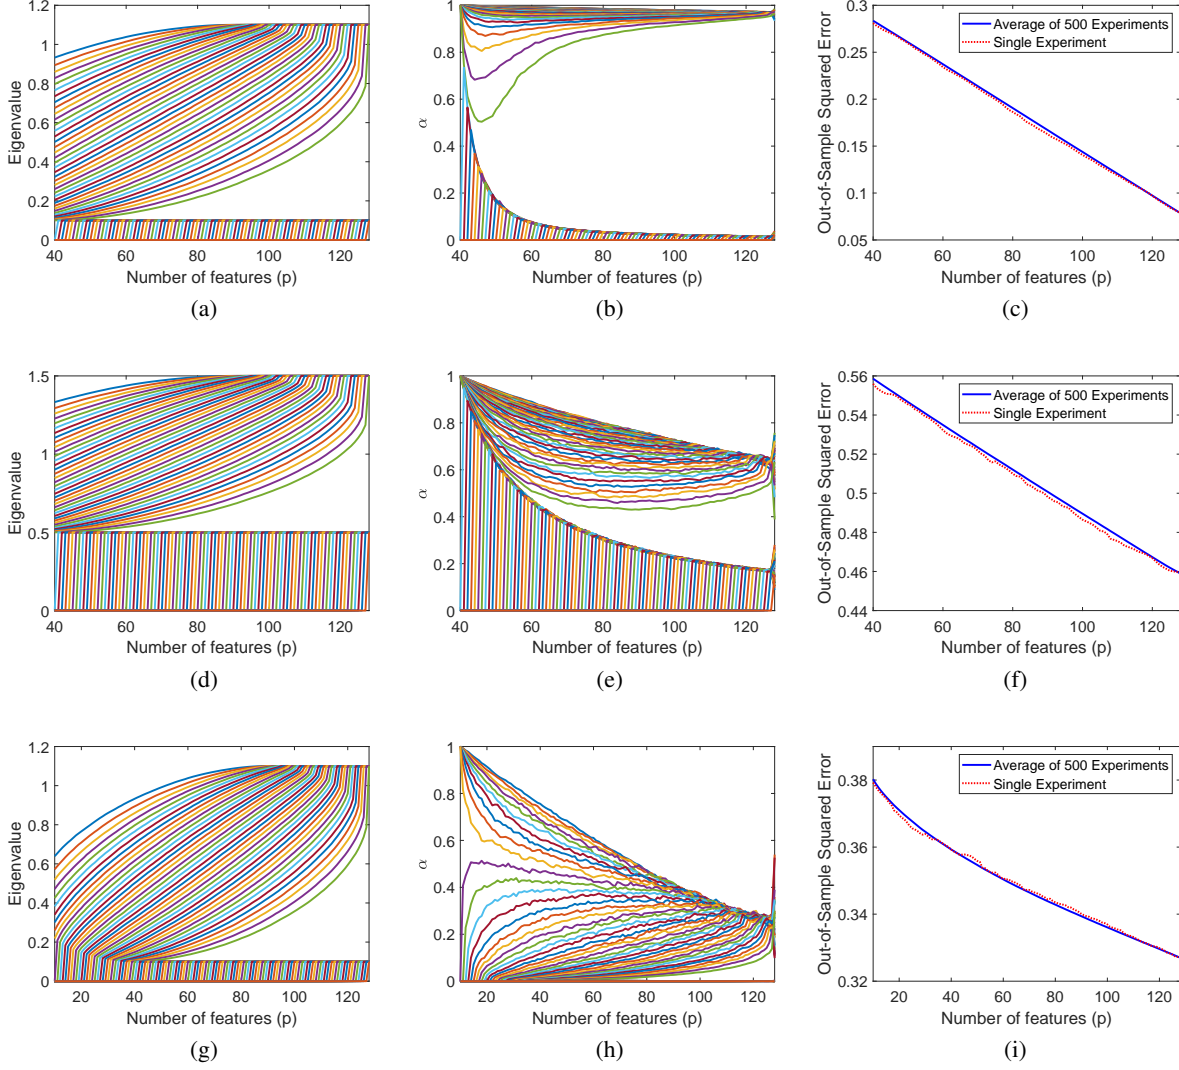 Eigenvalue
1.2
1
0.8
0.6
0.4
0.2
0
40 60 80 100 120
Number of features (p)
(a)
α
1
0.8
0.6
0.4
0.2
0
40 60 80 100 120
Number of features (p)
(b)
Out-of-Sample Squared Error
0.3
0.25
0.2
0.15
0.1
0.05
Average of 500 Experiments
Single Experiment
40 60 80 100 120
Number of features (p)
(c)
Eigenvalue
1.5
1
0.5
0
40 60 80 100 120
Number of features (p)
(d)
α
1
0.8
0.6
0.4
0.2
0
40 60 80 100 120
Number of features (p)
(e)
Out-of-Sample Squared Error
0.56
0.54
0.52
0.5
0.48
0.46
0.44
Average of 500 Experiments
Single Experiment
40 60 80 100 120
Number of features (p)
(f)
Eigenvalue
1.2
1
0.8
0.6
0.4
0.2
0
20 40 60 80 100 120
Number of features (p)
(g)
α
1
0.8
0.6
0.4
0.2
0
20 40 60 80 100 120
Number of features (p)
(h)
Out-of-Sample Squared Error
0.38
0.36
0.34
0.32
Average of 500 Experiments
Single Experiment
20 40 60 80 100 120
Number of features (p)
(i)